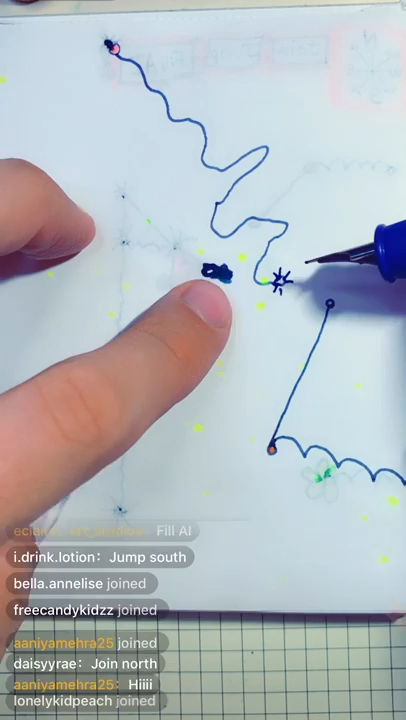 Fill AI
i.drink.lotion: Jump south
bella.annelise joined
freecandykidzz joined
aaniyamehra25 joined
daisyyrae: Join north
aaniyamehra25: Hiiii
lonelykidpeach joined